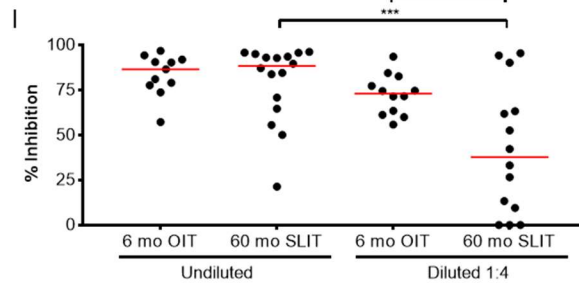 I
***
100
75
50
25
0
% Inhibition
6 mo OIT 60 mo SLIT 6 mo OIT 60 mo SLIT
Undiluted Diluted 1:4